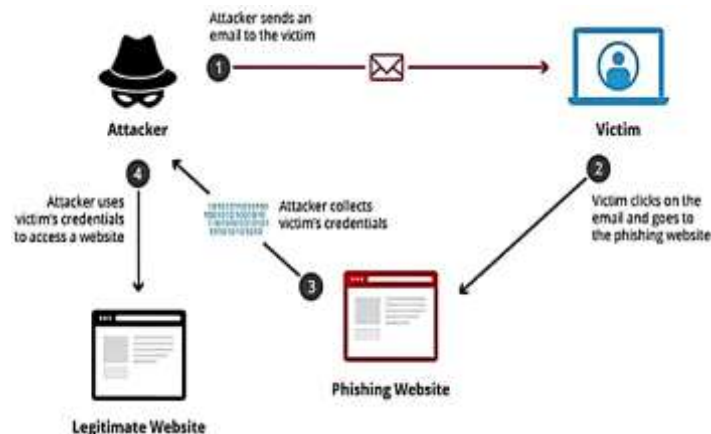 Attacker sends an
email to the victim
1
Attacker
Victim
4
2
Attacker uses
victim's credentials
to access a website
Attacker collects
victim's credentials
Victim clicks on the
email and goes to
the phishing website
3
Phishing Website
Legitimate Website